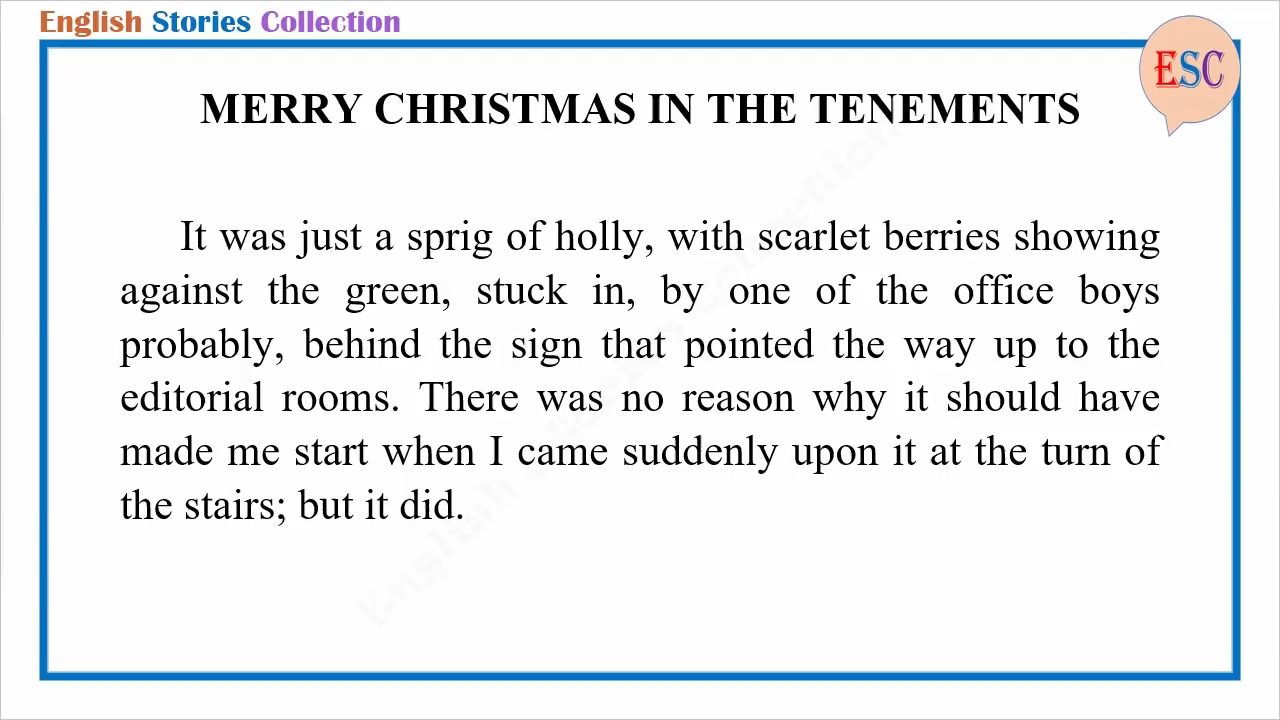 English Stories Collection
ESC
MERRY CHRISTMAS IN THE TENEMENTS
It was just a sprig of holly, with scarlet berries showing
against the green, stuck in, by one of the office boys
probably, behind the sign that pointed the way up to the
editorial rooms. There was no reason why it should have
made me start when I came suddenly upon it at the turn of
the stairs; but it did.
English Stories Collection